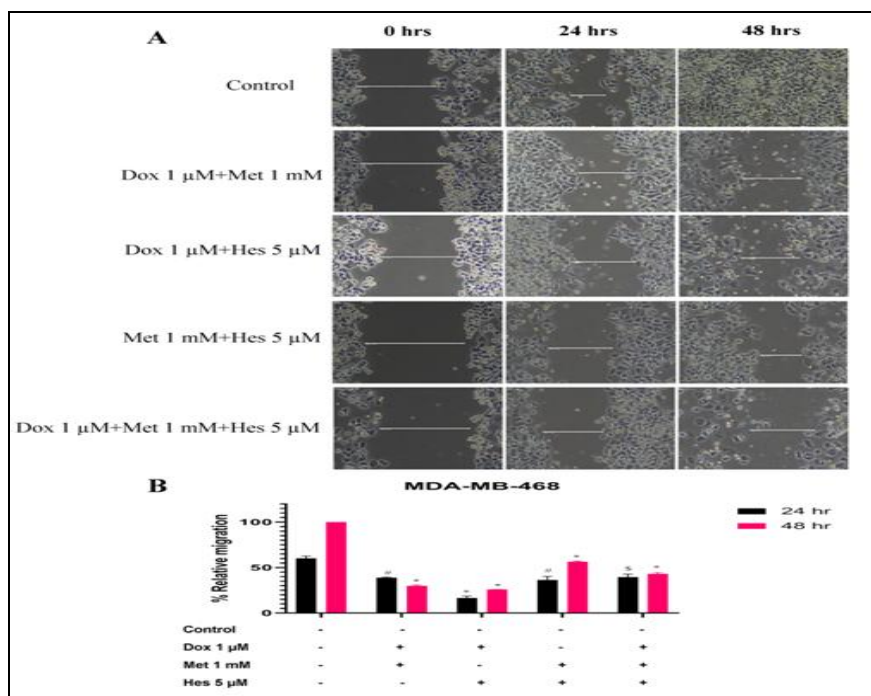 A
0 hrs 24 hrs 48 hrs
Control
Dox 1 µM+Met 1 mM
Dox 1 µM+Hes 5 µM
Met 1 mM+Hes 5 µM
Dox 1 µM+Met 1 mM+Hes 5 µM
B
MDA-MB-468
% Relative migration
100
50
0
# * * * # * $ *
24 hr
48 hr
Control - - - - -
Dox 1 µM - + + - +
Met 1 mM - + - + +
Hes 5 µM - - + + +